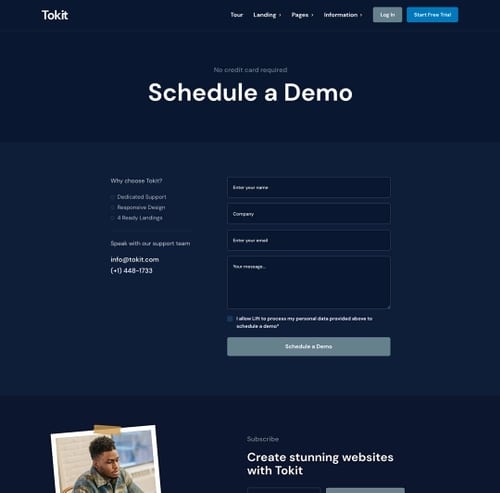 Tokit
Tour
Landing
Pages
Information
Log In
Start Free Trial
No credit card required
Schedule a Demo
Why choose Tokit?
Dedicated Support
Responsive Design
4 Ready Landings
Speak with our support team
info@tokit.com
(+1) 448-1733
Enter your name
Company
Enter your email
Your message...
I allow Lift to process my personal data provided above to
schedule a demo*
Schedule a Demo
Subscribe
Create stunning websites
with Tokit